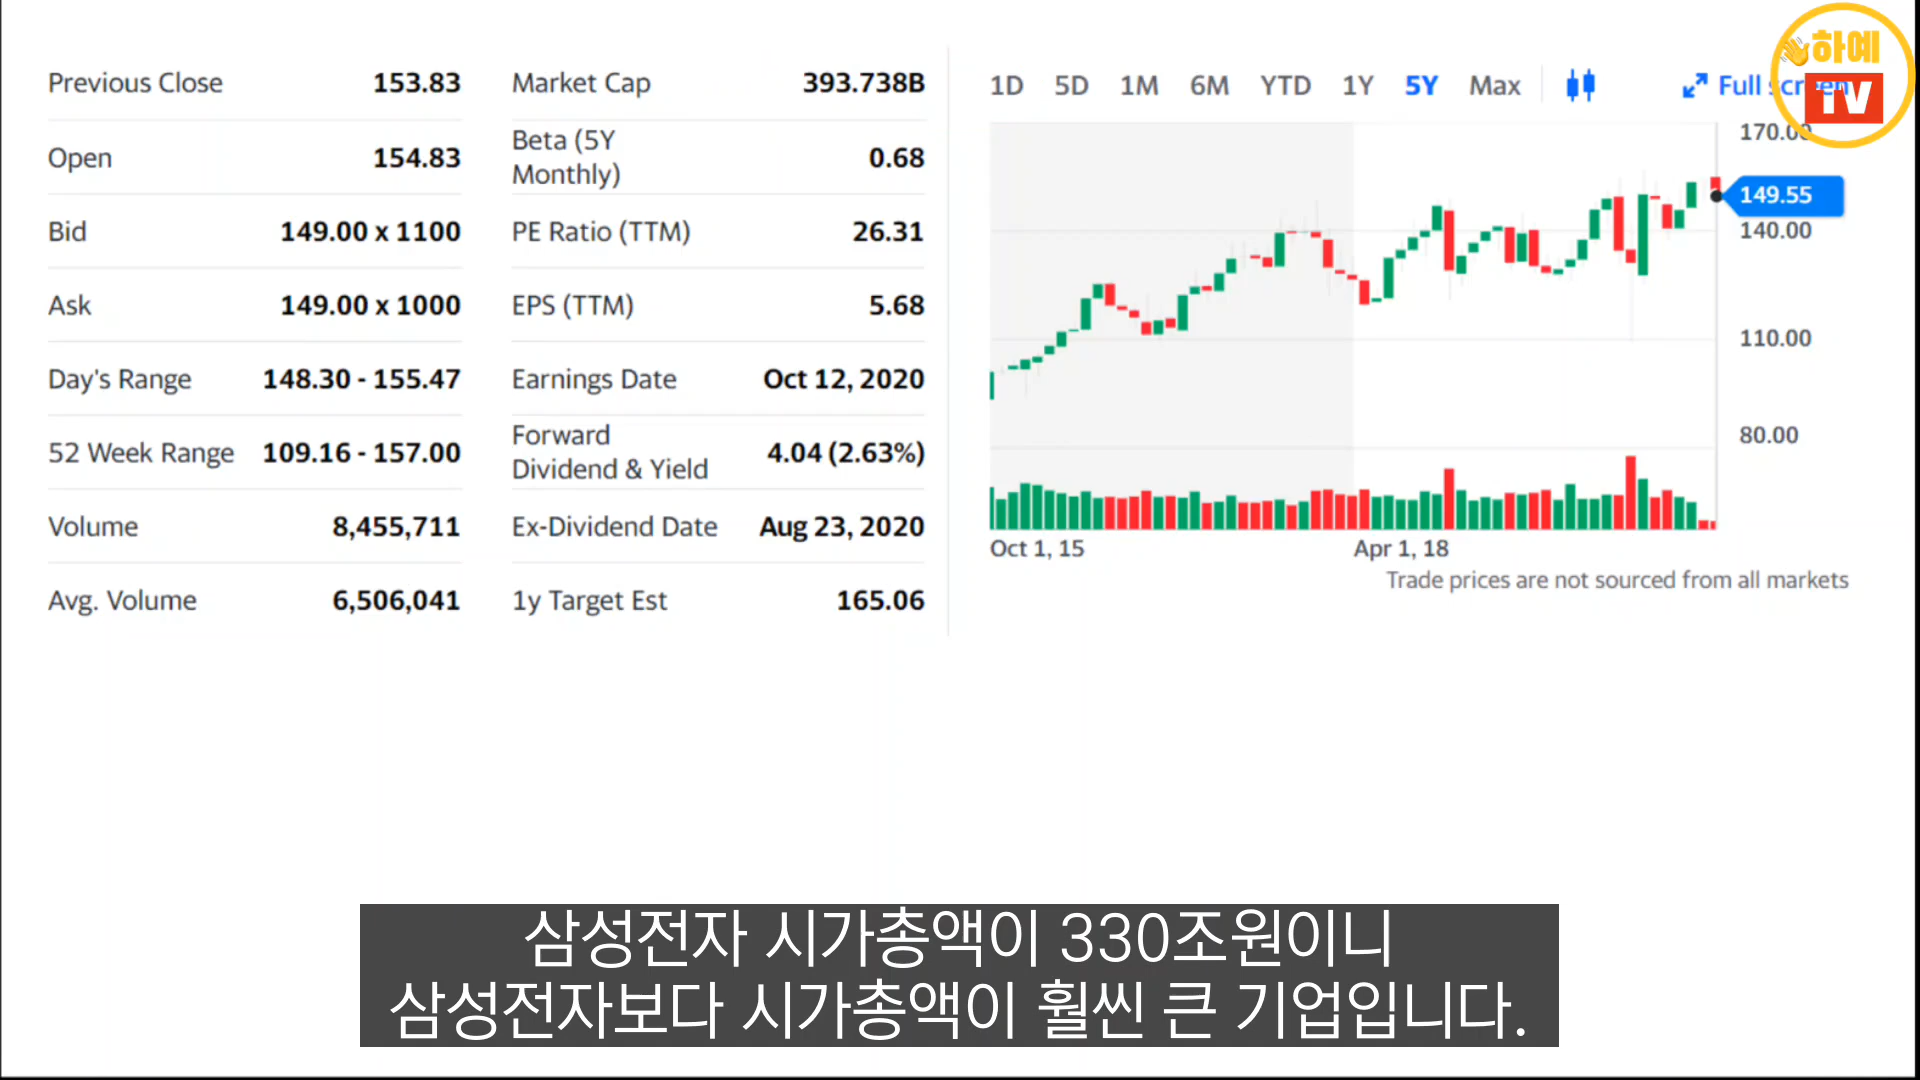 Previous Close 153.83
Open 154.83
Bid 149.00 x 1100
Ask 149.00 x 1000
Day's Range 148.30 - 155.47
52 Week Range 109.16 - 157.00
Volume 8,455,711
Avg. Volume 6,506,041
Market Cap 393.738B
Beta (5Y
Monthly) 0.68
PE Ratio (TTM) 26.31
EPS (TTM) 5.68
Earnings Date Oct 12, 2020
Forward
Dividend & Yield 4.04 (2.63%)
Ex-Dividend Date Aug 23, 2020
1y Target Est 165.06
1D 5D 1M 6M YTD 1Y 5Y Max Full screen
하예
TV
170.00
149.55
140.00
110.00
80.00
Oct 1, 15 Apr 1, 18
Trade prices are not sourced from all markets
삼성전자 시가총액이 330조원이니
삼성전자보다 시가총액이 훨씬 큰 기업입니다.